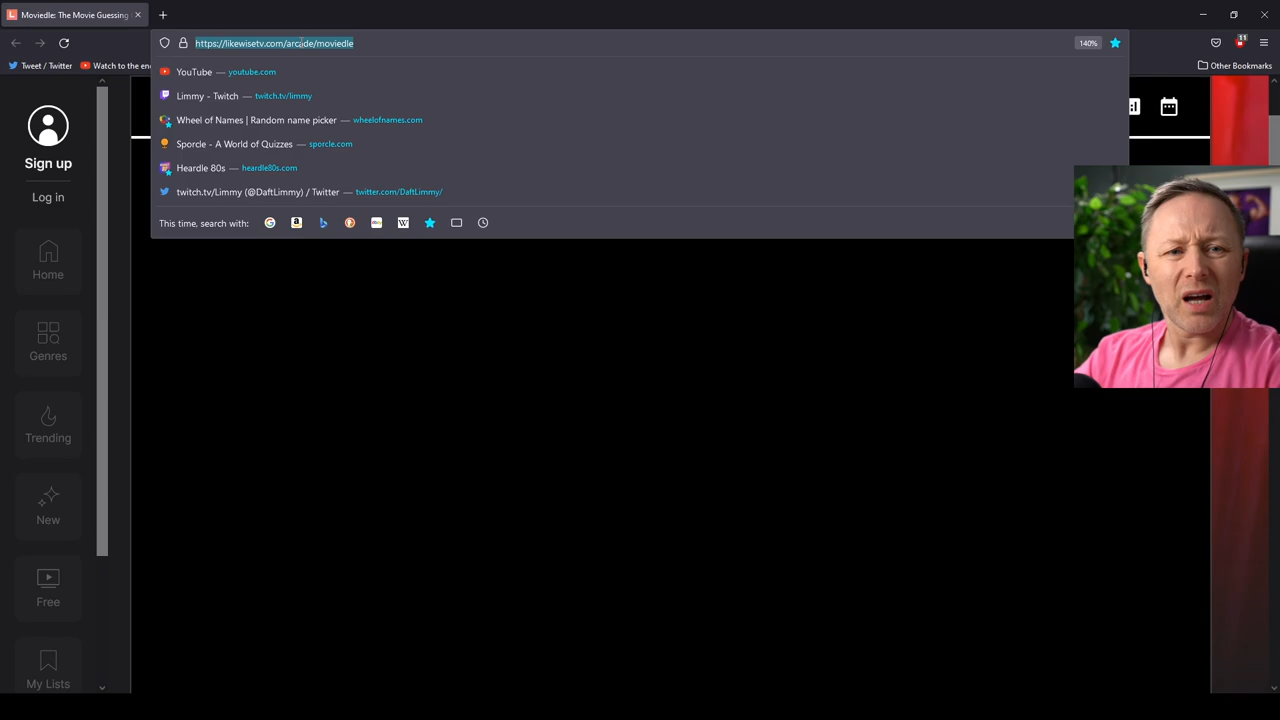 Moviedle: The Movie Guessing
https://likewisetv.com/arcade/moviedle
140%
11
Tweet / Twitter
Watch to the en
Other Bookmarks
YouTube — youtube.com
Limmy - Twitch — twitch.tv/limmy
Wheel of Names | Random name picker — wheelofnames.com
Sporcle - A World of Quizzes — sporcle.com
Heardle 80s — heardle80s.com
twitch.tv/Limmy (@DaftLimmy) / Twitter — twitter.com/DaftLimmy/
This time, search with:
Sign up
Log in
Home
Genres
Trending
New
Free
My Lists